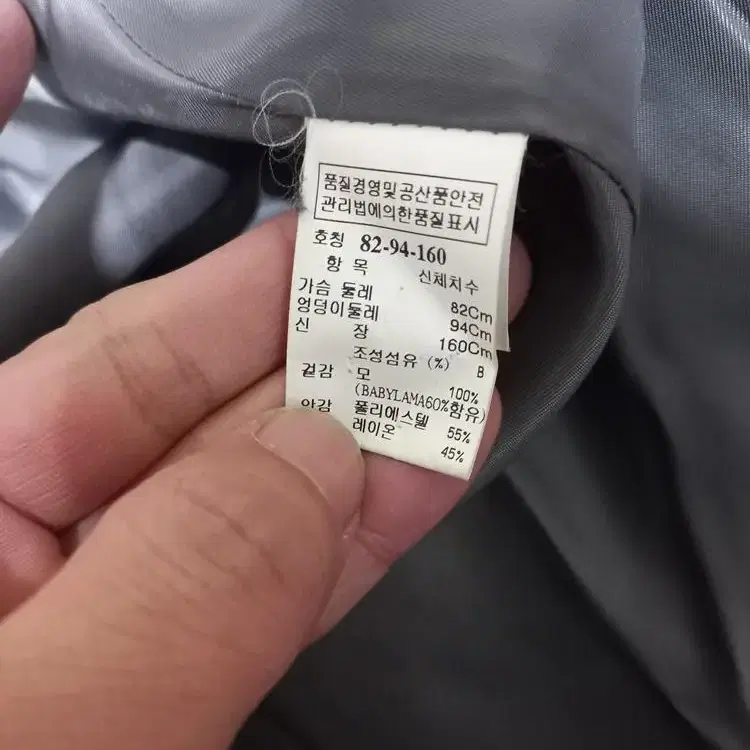 품질경영및공산품안전
관리법에의한품질표시
호칭 82-94-160
항 목 신체치수
가슴 둘레 82Cm
엉덩이둘레 94Cm
신 장 160Cm
조성섬유 (%) B
겉감 모 100%
(BABYLAMA60%함유)
안감 폴리에스텔 55%
레이온 45%